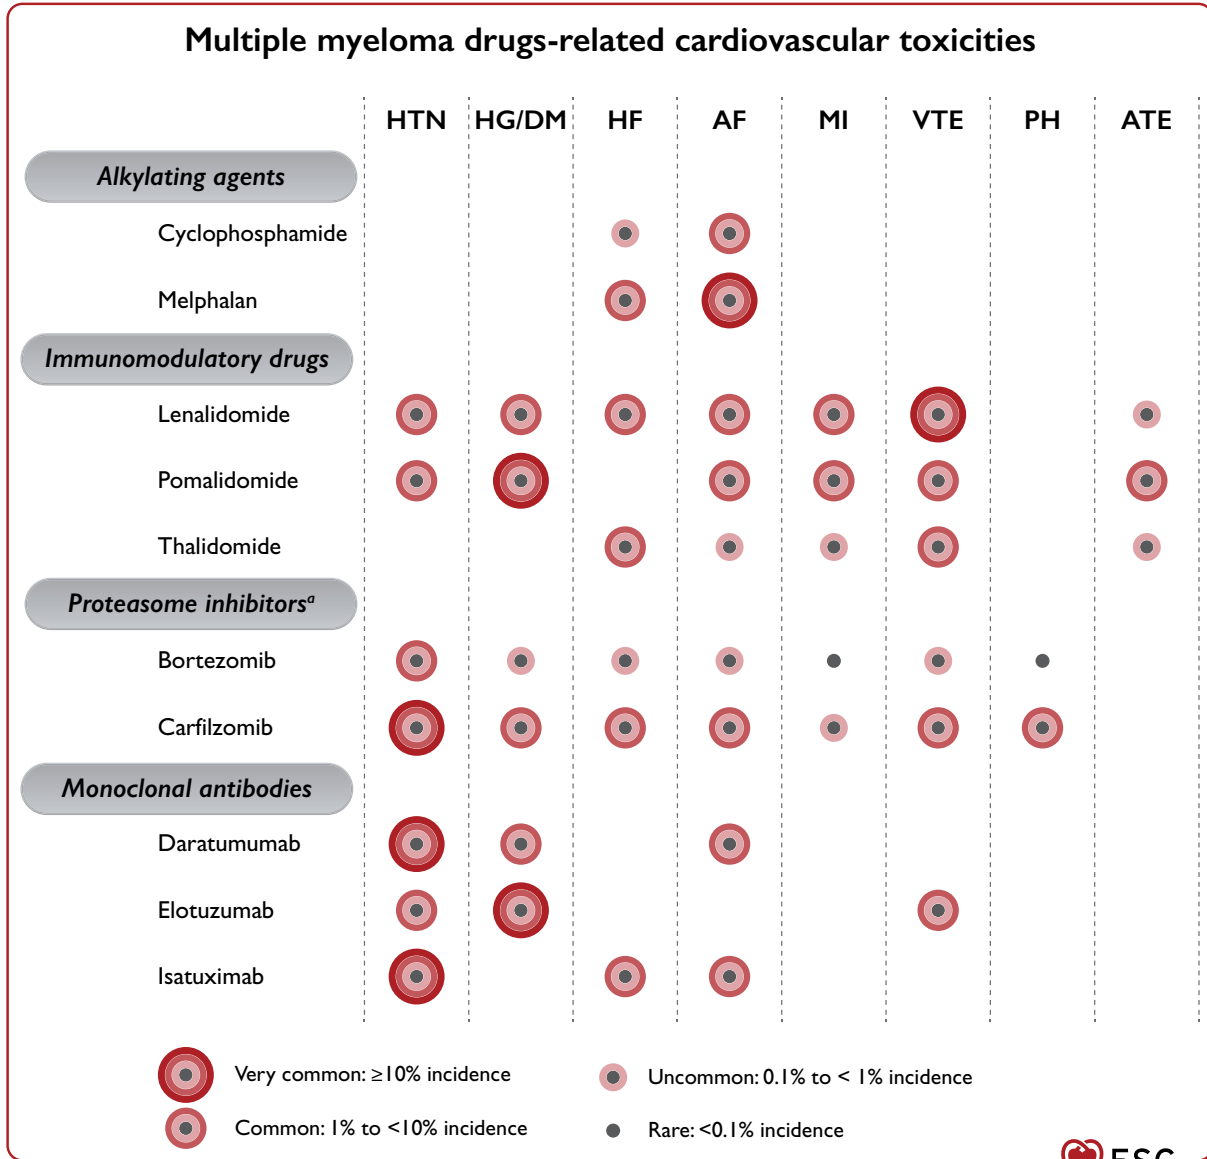 Multiple myeloma drugs-related cardiovascular toxicities
HTN HG/DM HF AF MI VTE PH ATE
Alkylating agents
Cyclophosphamide
Melphalan
Immunomodulatory drugs
Lenalidomide
Pomalidomide
Thalidomide
Proteasome inhibitorsᵃ
Bortezomib
Carfilzomib
Monoclonal antibodies
Daratumumab
Elotuzumab
Isatuximab
Very common: ≥10% incidence
Uncommon: 0.1% to < 1% incidence
Common: 1% to <10% incidence
Rare: <0.1% incidence
ESC